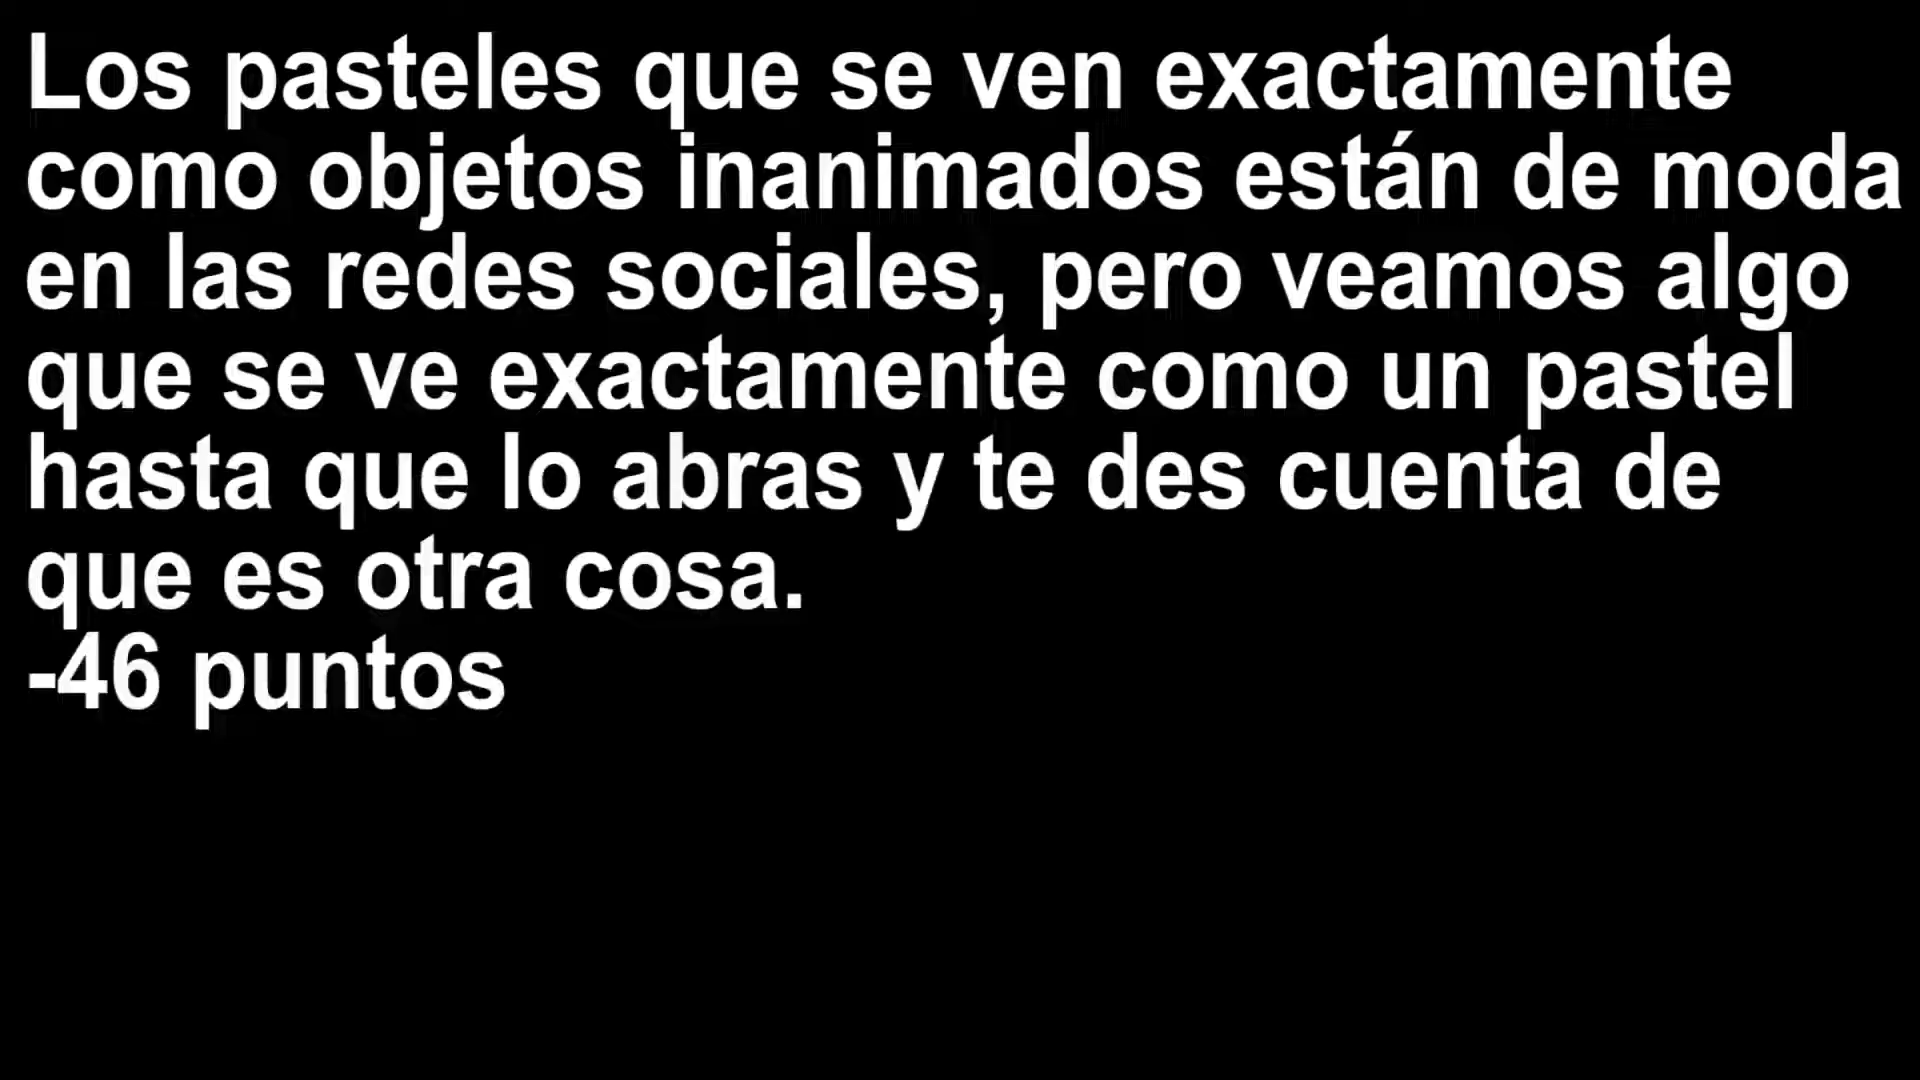 Los pasteles que se ven exactamente
como objetos inanimados están de moda
en las redes sociales, pero veamos algo
que se ve exactamente como un pastel
hasta que lo abras y te des cuenta de
que es otra cosa.
-46 puntos